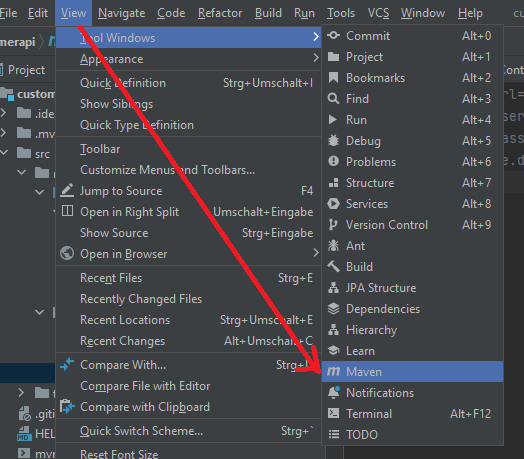 File Edit View Navigate Code Refactor Build Run Tools VCS Window Help
merapi
Project
custom
.idea
.mv
src
.giti
HEL
mvn
Tool Windows
Appearance
Quick Definition Strg+Umschalt+I
Show Siblings
Quick Type Definition
Toolbar
Customize Menus and Toolbars...
Jump to Source F4
Open in Right Split Umschalt+Eingabe
Show Source Strg+Eingabe
Open in Browser
Recent Files Strg+E
Recently Changed Files
Recent Locations Strg+Umschalt+E
Recent Changes Alt+Umschalt+C
Compare With...
Compare File with Editor
Compare with Clipboard
Quick Switch Scheme... Strg+`
Reset Font Size
Commit Alt+0
Project Alt+1
Bookmarks Alt+2
Find Alt+3
Run Alt+4
Debug Alt+5
Problems Alt+6
Structure Alt+7
Services Alt+8
Version Control Alt+9
Ant
Build
JPA Structure
Dependencies
Hierarchy
Learn
m Maven
Notifications
Terminal Alt+F12
TODO
cu
Cont
rl=
ser
ass
e.d